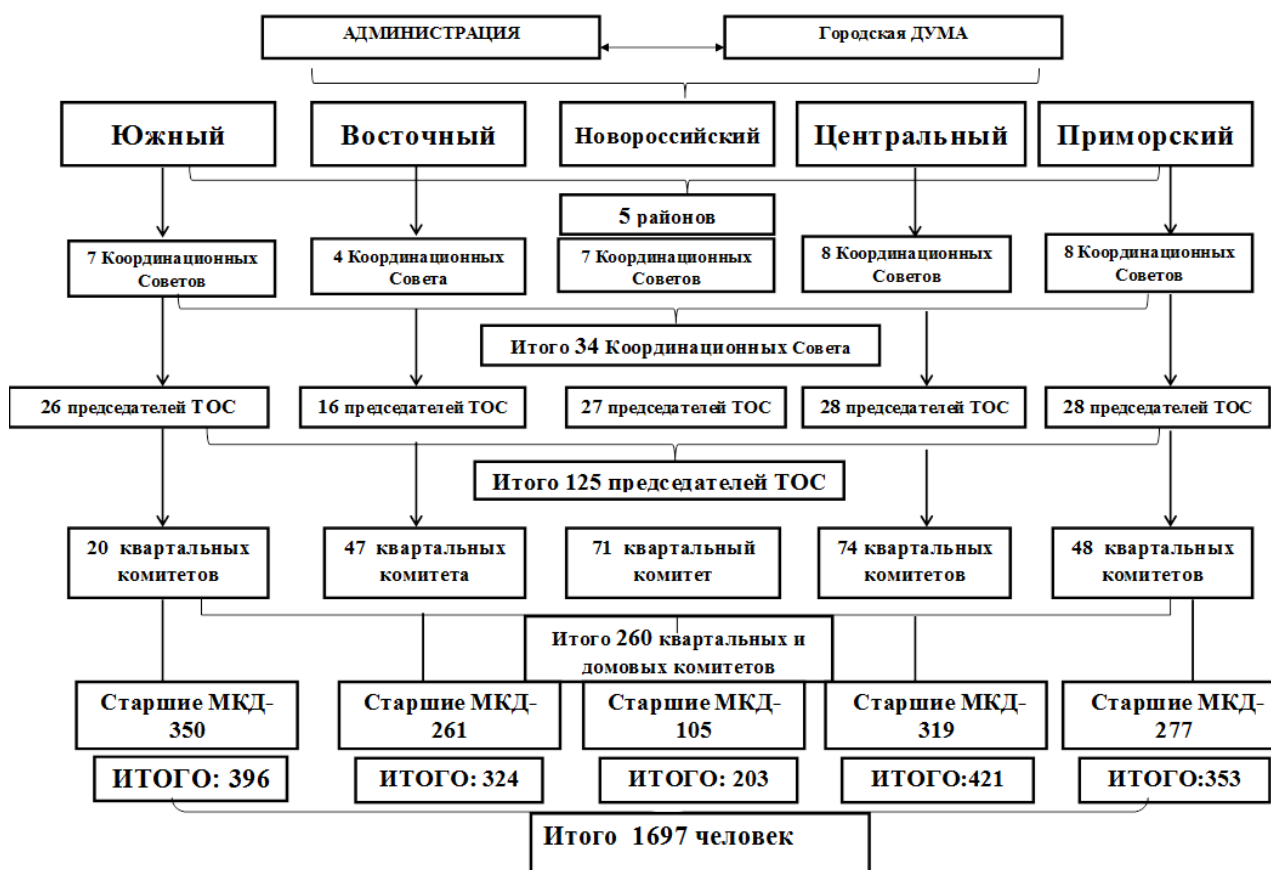 АДМИНИСТРАЦИЯ
Городская ДУМА
Южный
Восточный
Новороссийский
Центральный
Приморский
5 районов
7 Координационных
Советов
4 Координационных
Совета
7 Координационных
Советов
8 Координационных
Советов
8 Координационных
Советов
Итого 34 Координационных Совета
26 председателей ТОС
16 председателей ТОС
27 председателей ТОС
28 председателей ТОС
28 председателей ТОС
Итого 125 председателей ТОС
20 квартальных
комитетов
47 квартальных
комитета
71 квартальный
комитет
74 квартальных
комитетов
48 квартальных
комитетов
Итого 260 квартальных и
домовых комитетов
Старшие МКД-
350
Старшие МКД-
261
Старшие МКД-
105
Старшие МКД-
319
Старшие МКД-
277
ИТОГО: 396
ИТОГО: 324
ИТОГО: 203
ИТОГО:421
ИТОГО:353
Итого 1697 человек